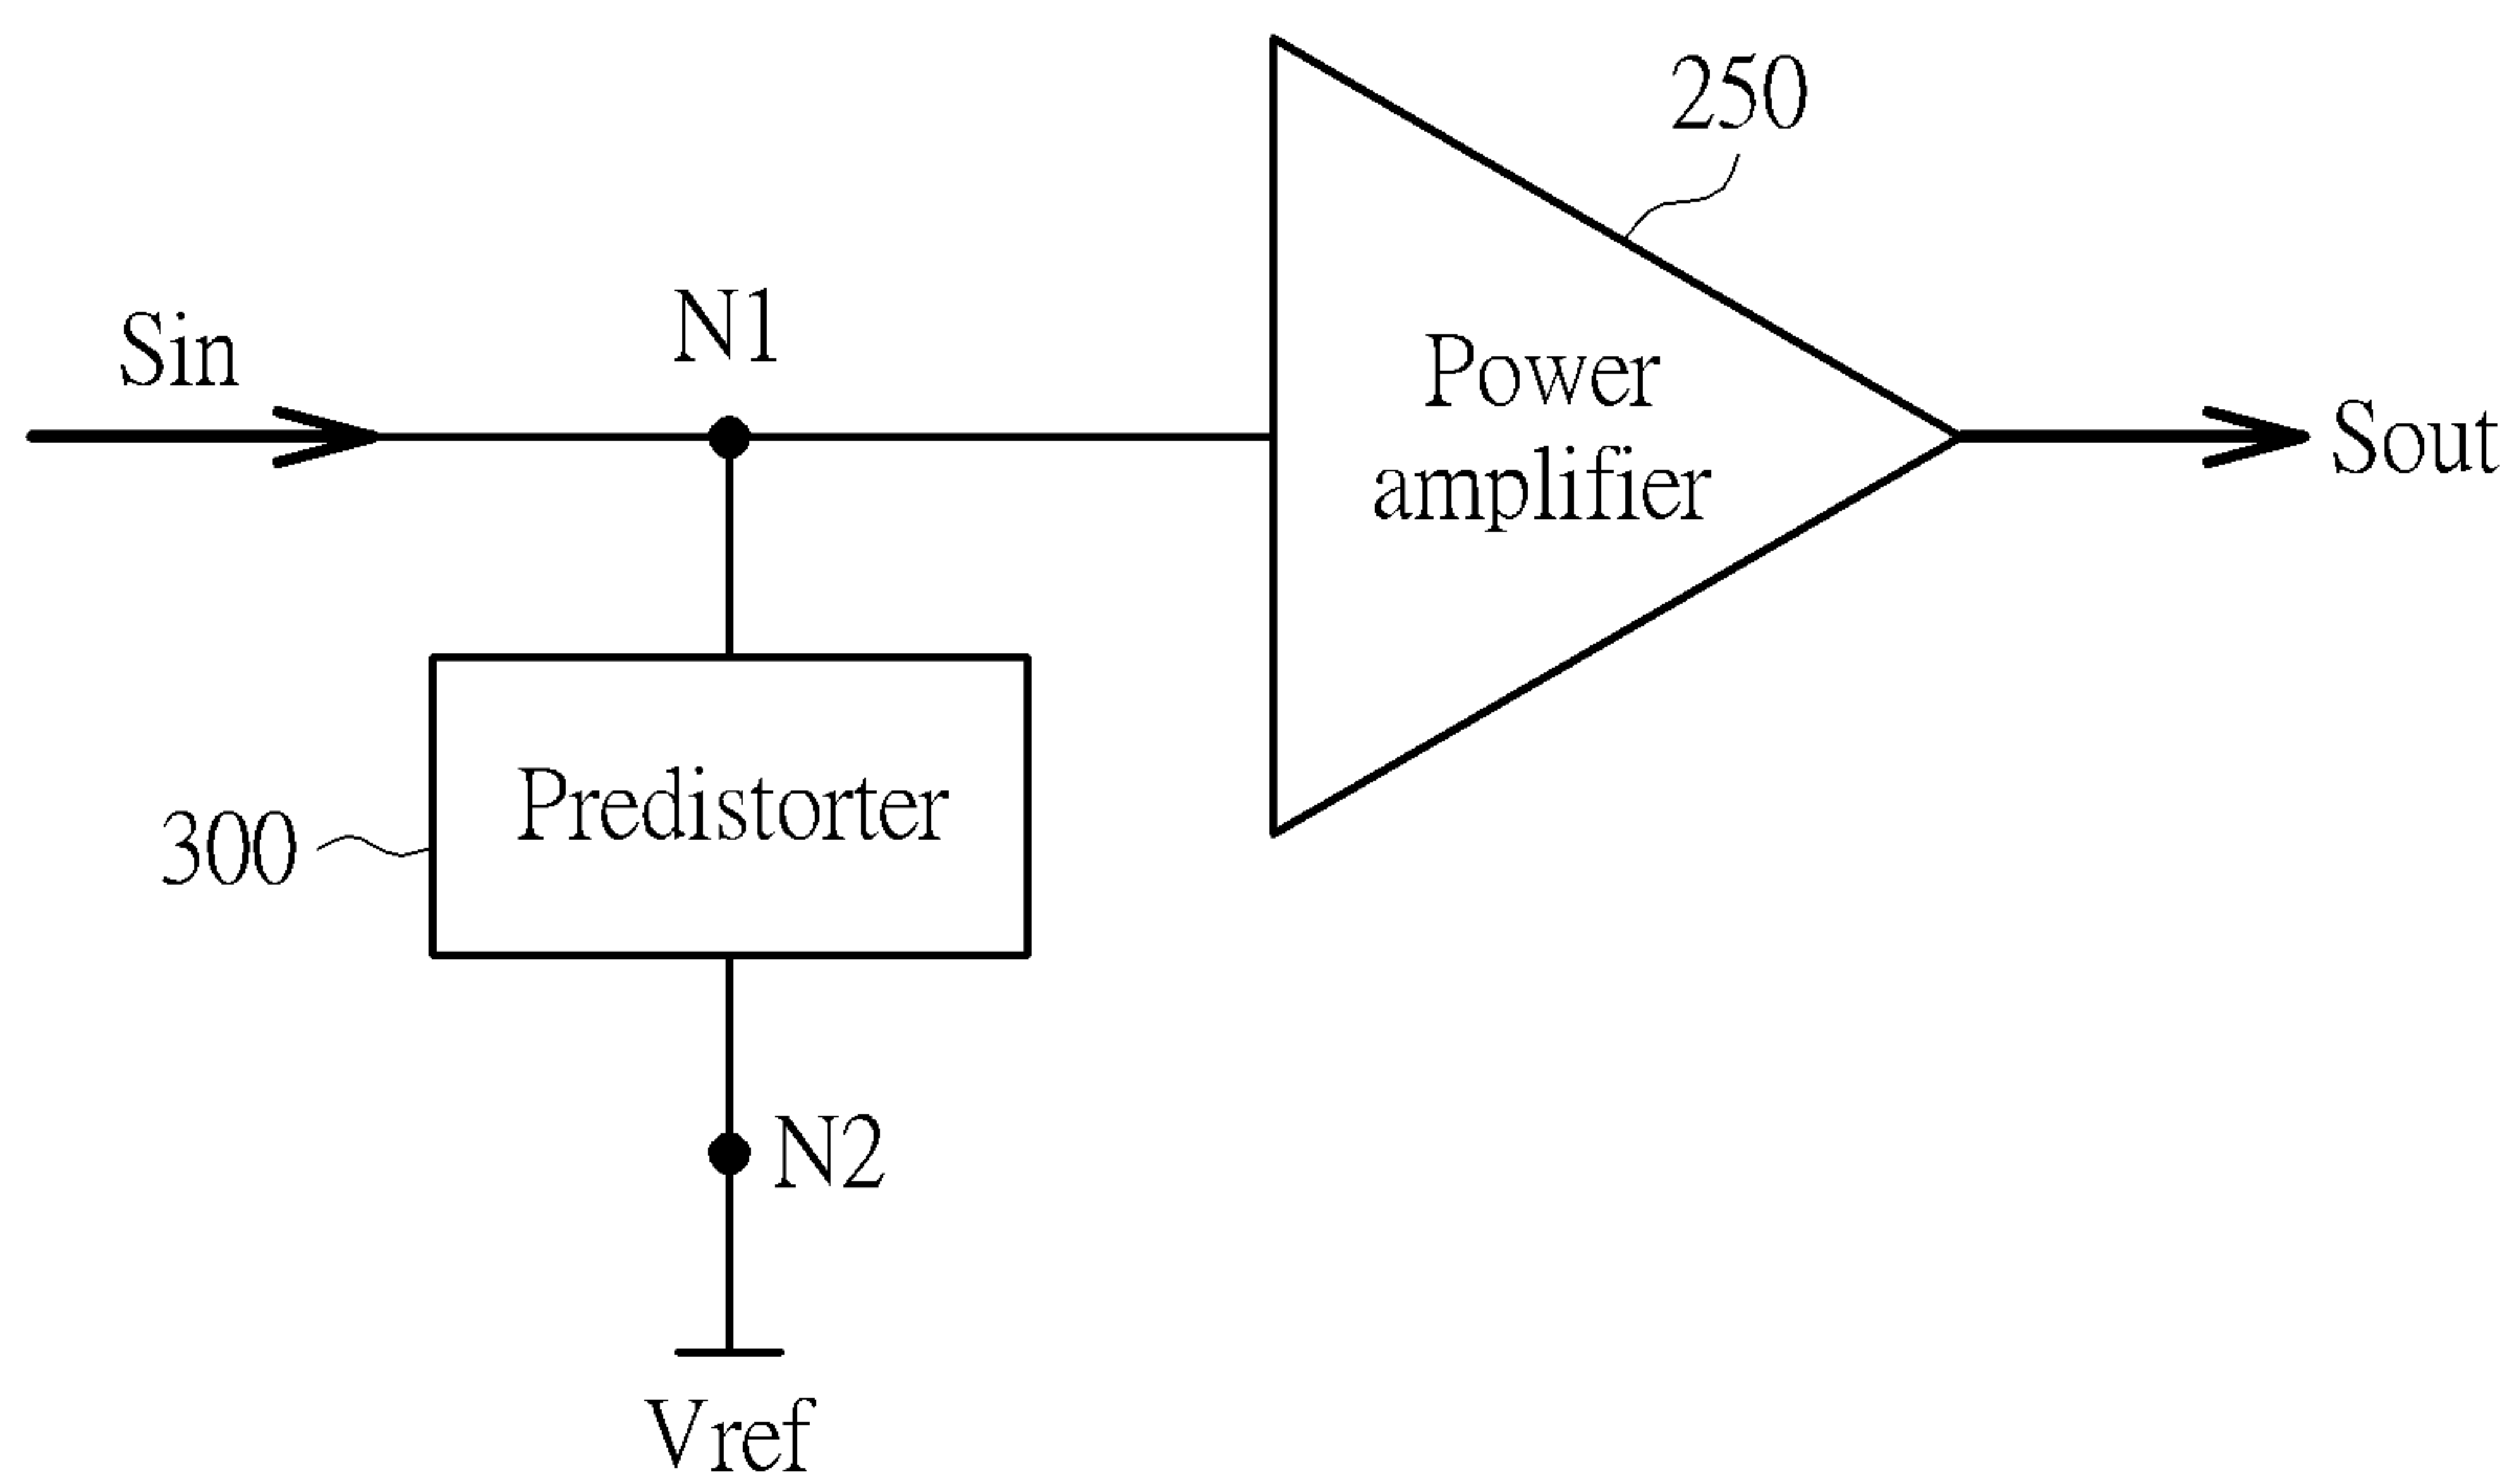 250
N1
Sin
Power
amplifier
Sout
Predistorter
300
N2
Vref